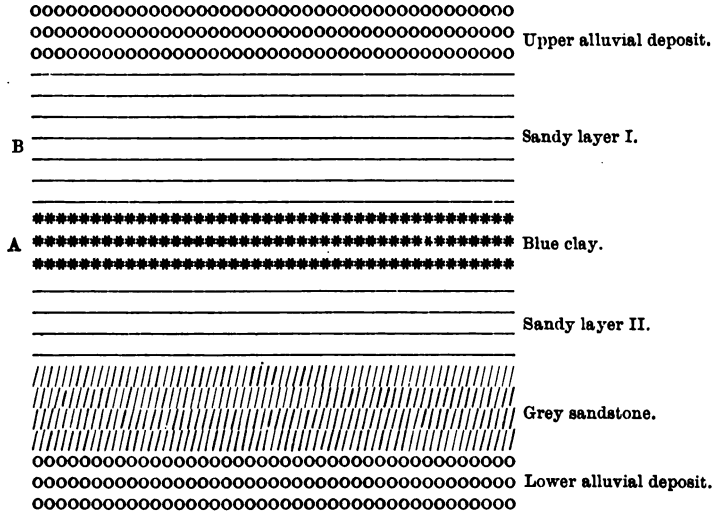 Upper alluvial deposit.
B
Sandy layer I.
A
Blue clay.
Sandy layer II.
Grey sandstone.
Lower alluvial deposit.